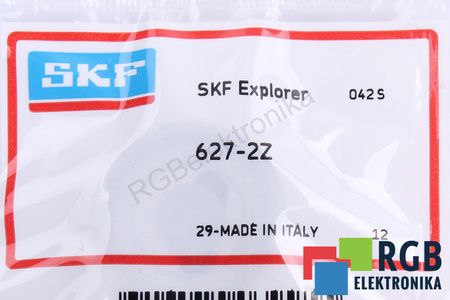 SKF
SKF Explorer 042 S
627-2Z
RGBelektronika
29-MADE IN ITALY 12
RGB
ELEKTRONIKA